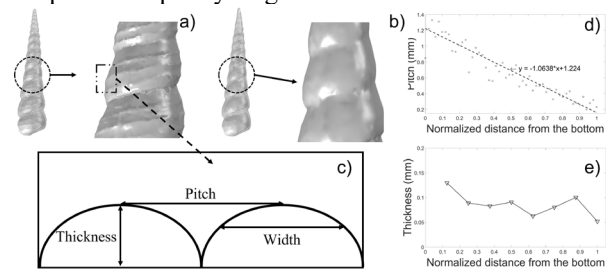 a)
b)
d)
Pitch (mm)
1.4
1.2
1
0.8
0.6
0.4
0.2
0
y = -1.0638*x+1.224
0 0.1 0.2 0.3 0.4 0.5 0.6 0.7 0.8 0.9 1
Normalized distance from the bottom
c)
Pitch
Thickness
Width
e)
Thickness (mm)
0.2
0.15
0.1
0.05
0
0 0.1 0.2 0.3 0.4 0.5 0.6 0.7 0.8 0.9 1
Normalized distance from the bottom